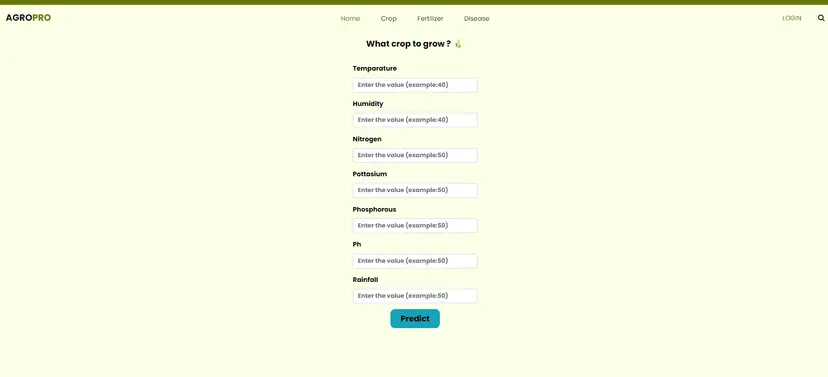 AGROPRO
Home Crop Fertilizer Disease
LOGIN
What crop to grow ?
Temparature
Enter the value (example:40)
Humidity
Enter the value (example:40)
Nitrogen
Enter the value (example:50)
Pottasium
Enter the value (example:50)
Phosphorous
Enter the value (example:50)
Ph
Enter the value (example:50)
Rainfall
Enter the value (example:50)
Predict